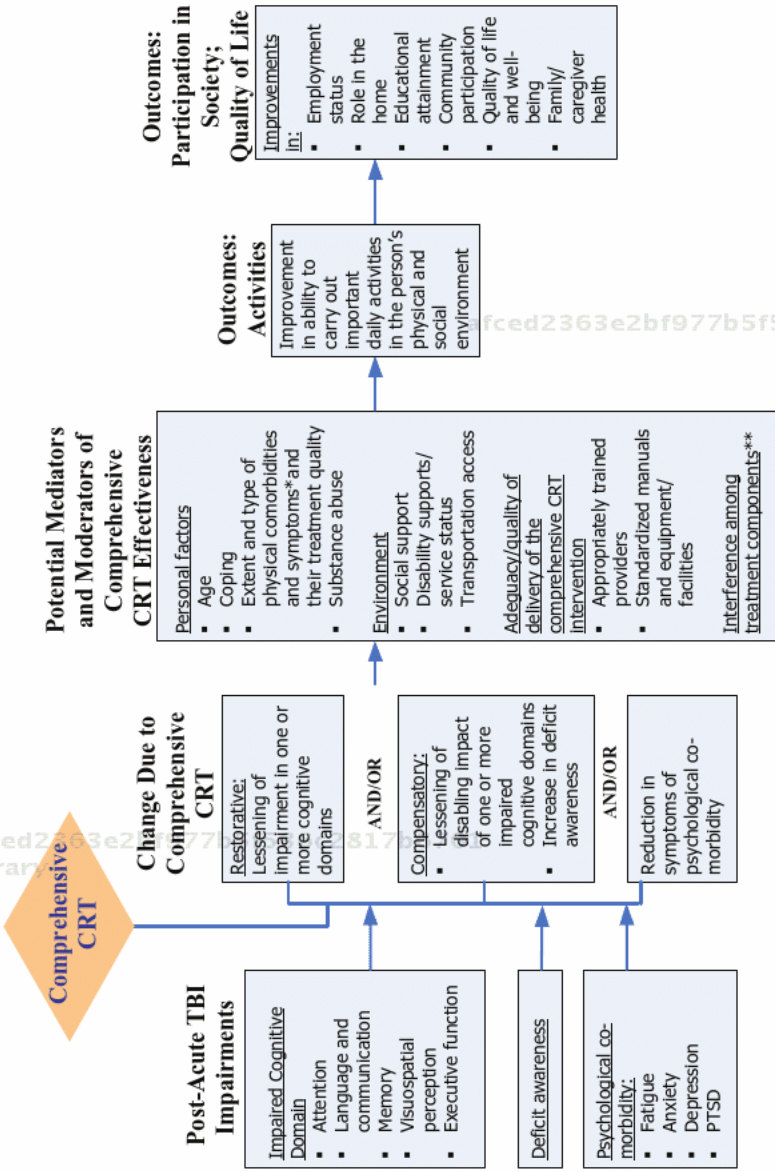 Comprehensive
CRT
Post-Acute TBI
Impairments
Impaired Cognitive
Domain
▪ Attention
▪ Language and
communication
▪ Memory
▪ Visuospatial
perception
▪ Executive function
Deficit awareness
Psychological co-
morbidity:
▪ Fatigue
▪ Anxiety
▪ Depression
▪ PTSD
Change Due to
Comprehensive
CRT
Restorative:
Lessening of
impairment in one or
more cognitive
domains
AND/OR
Compensatory:
▪ Lessening of
disabling impact
of one or more
impaired
cognitive domains
▪ Increase in deficit
awareness
AND/OR
Reduction in
symptoms of
psychological co-
morbidity
Potential Mediators
and Moderators of
Comprehensive
CRT Effectiveness
Personal factors
▪ Age
▪ Coping
▪ Extent and type of
physical comorbidities
and symptoms* and
their treatment quality
▪ Substance abuse
Environment
▪ Social support
▪ Disability supports/
service status
▪ Transportation access
Adequacy/quality of
delivery of the
comprehensive CRT
intervention
▪ Appropriately trained
providers
▪ Standardized manuals
and equipment/
facilities
Interference among
treatment components**
Outcomes:
Activities
Improvement
in ability to
carry out
important
daily activities
in the person's
physical and
social
environment
Outcomes:
Participation in
Society;
Quality of Life
Improvements
in:
▪ Employment
status
▪ Role in the
home
▪ Educational
attainment
▪ Community
participation
▪ Quality of life
and well-
being
▪ Family/
caregiver
health
afced2363e2bf977b5f5